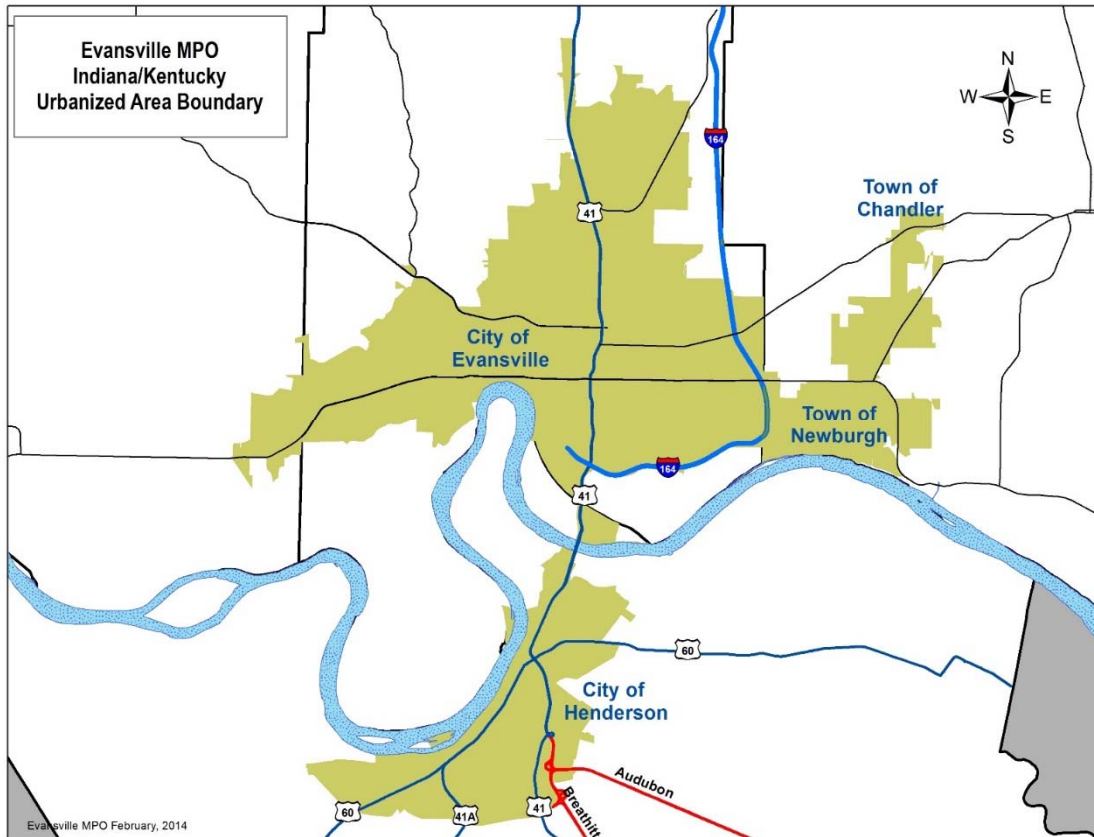 Evansville MPO
Indiana/Kentucky
Urbanized Area Boundary
N
W E
S
164
Town of
Chandler
41
City of
Evansville
Town of
Newburgh
164
41
60
City of
Henderson
Audubon
Breathitt
60
41A
41
Evansville MPO February, 2014